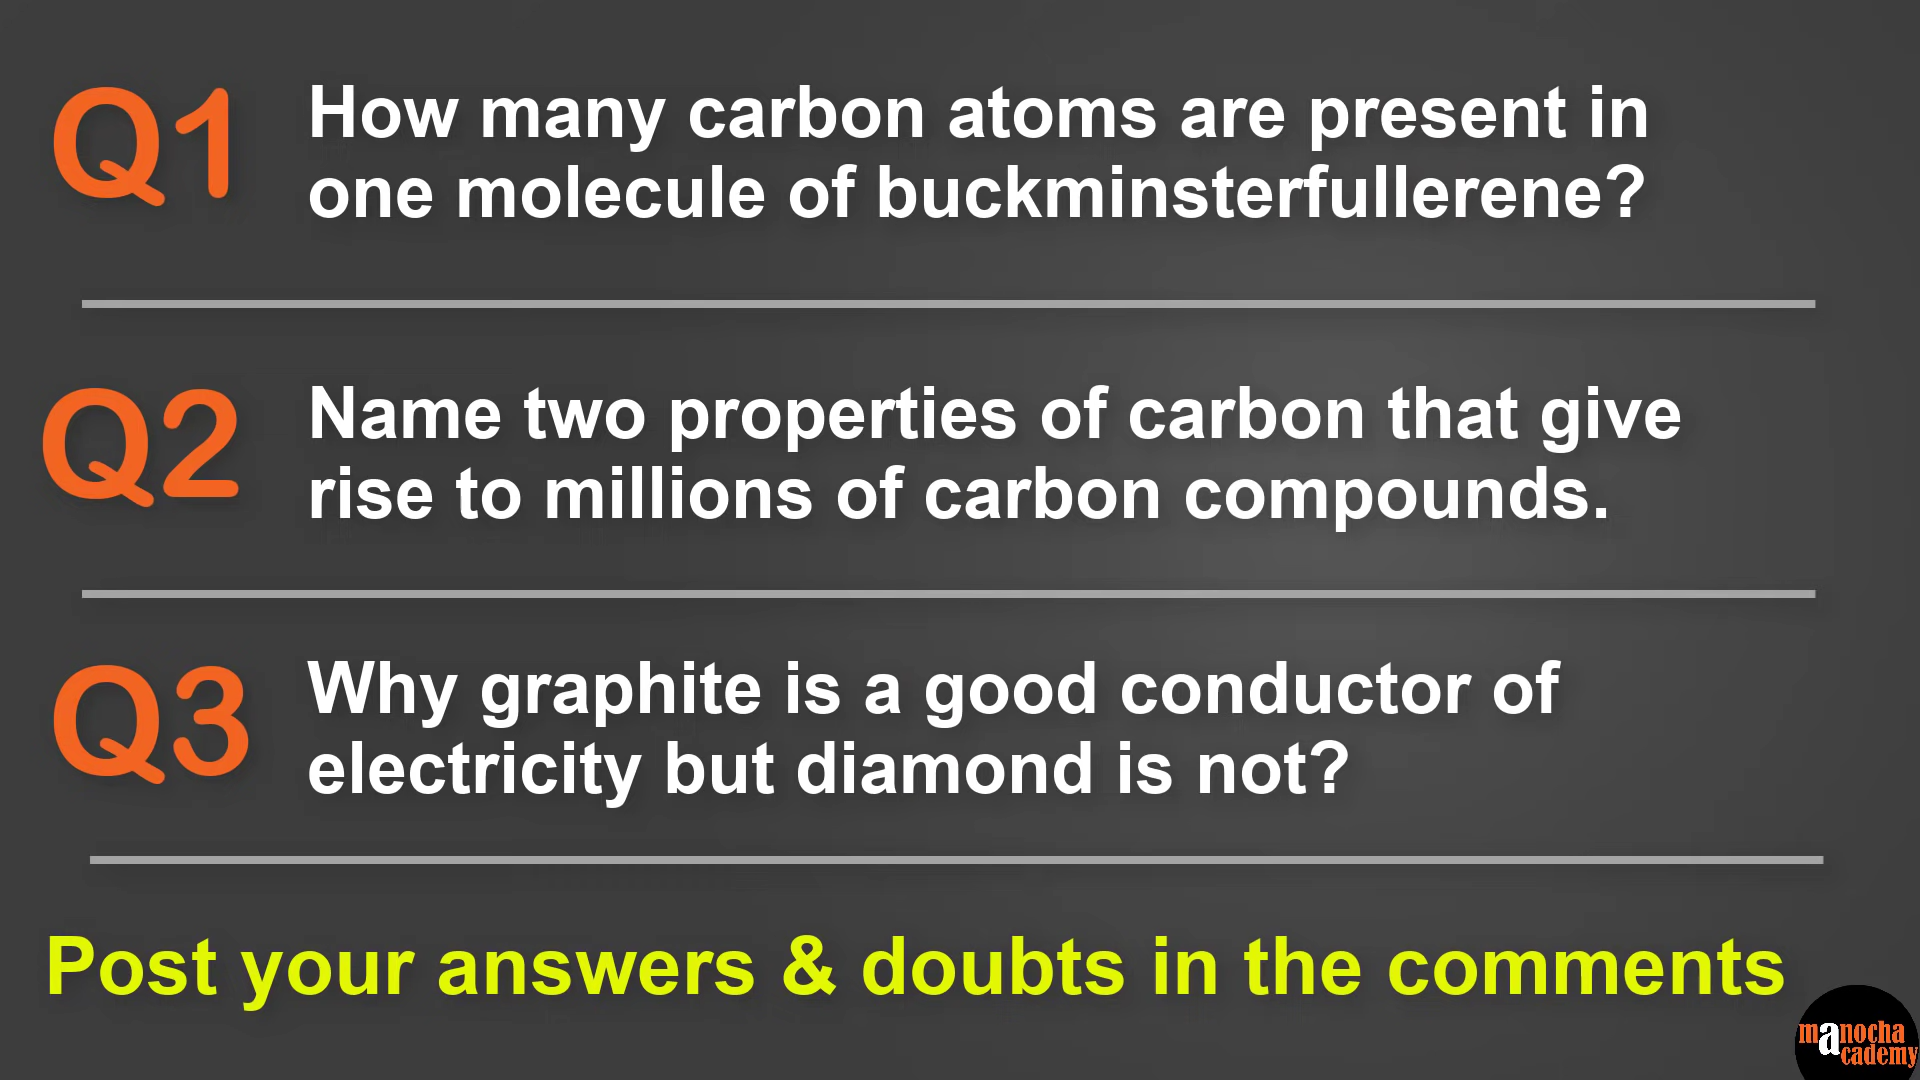 Q1
How many carbon atoms are present in
one molecule of buckminsterfullerene?
Q2
Name two properties of carbon that give
rise to millions of carbon compounds.
Q3
Why graphite is a good conductor of
electricity but diamond is not?
Post your answers & doubts in the comments
manocha
academy